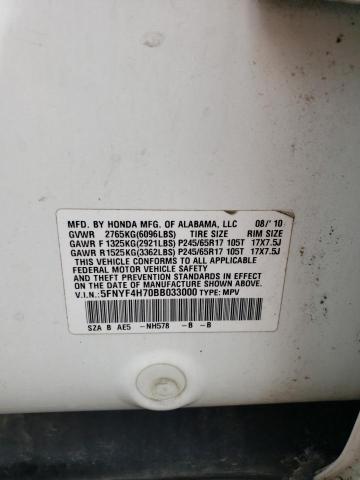 MFD. BY HONDA MFG. OF ALABAMA, LLC 08/'10
GVWR 2765KG(6096LBS) TIRE SIZE RIM SIZE
GAWR F 1325KG(2921LBS) P245/65R17 105T 17X7.5J
GAWR R1525KG(3362LBS) P245/65R17 105T 17X7.5J
THIS VEHICLE CONFORMS TO ALL APPLICABLE
FEDERAL MOTOR VEHICLE SAFETY AND
THEFT PREVENTION STANDARDS IN EFFECT
ON THE DATE OF MANUFACTURE SHOWN ABOVE.
V.I.N.:5FNYF4H70BB033000 TYPE: MPV
SZA B AE5 -NH578 -B -B